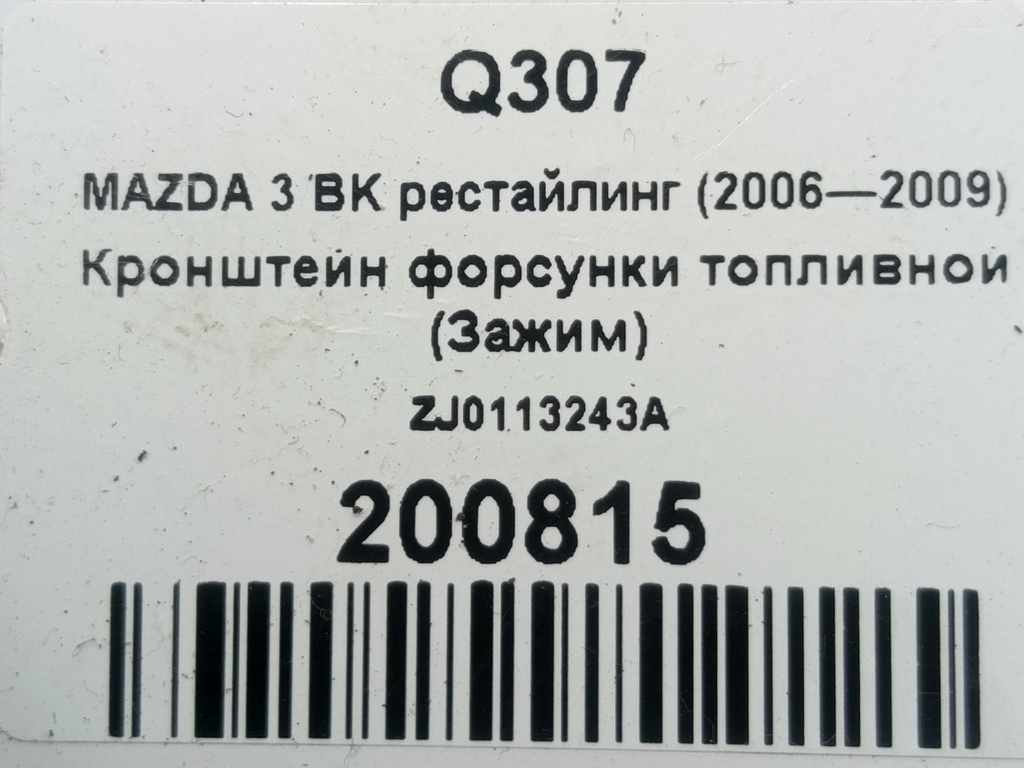 Q307
MAZDA 3 BK рестайлинг (2006—2009)
Кронштейн форсунки топливной
(Зажим)
ZJ0113243A
200815